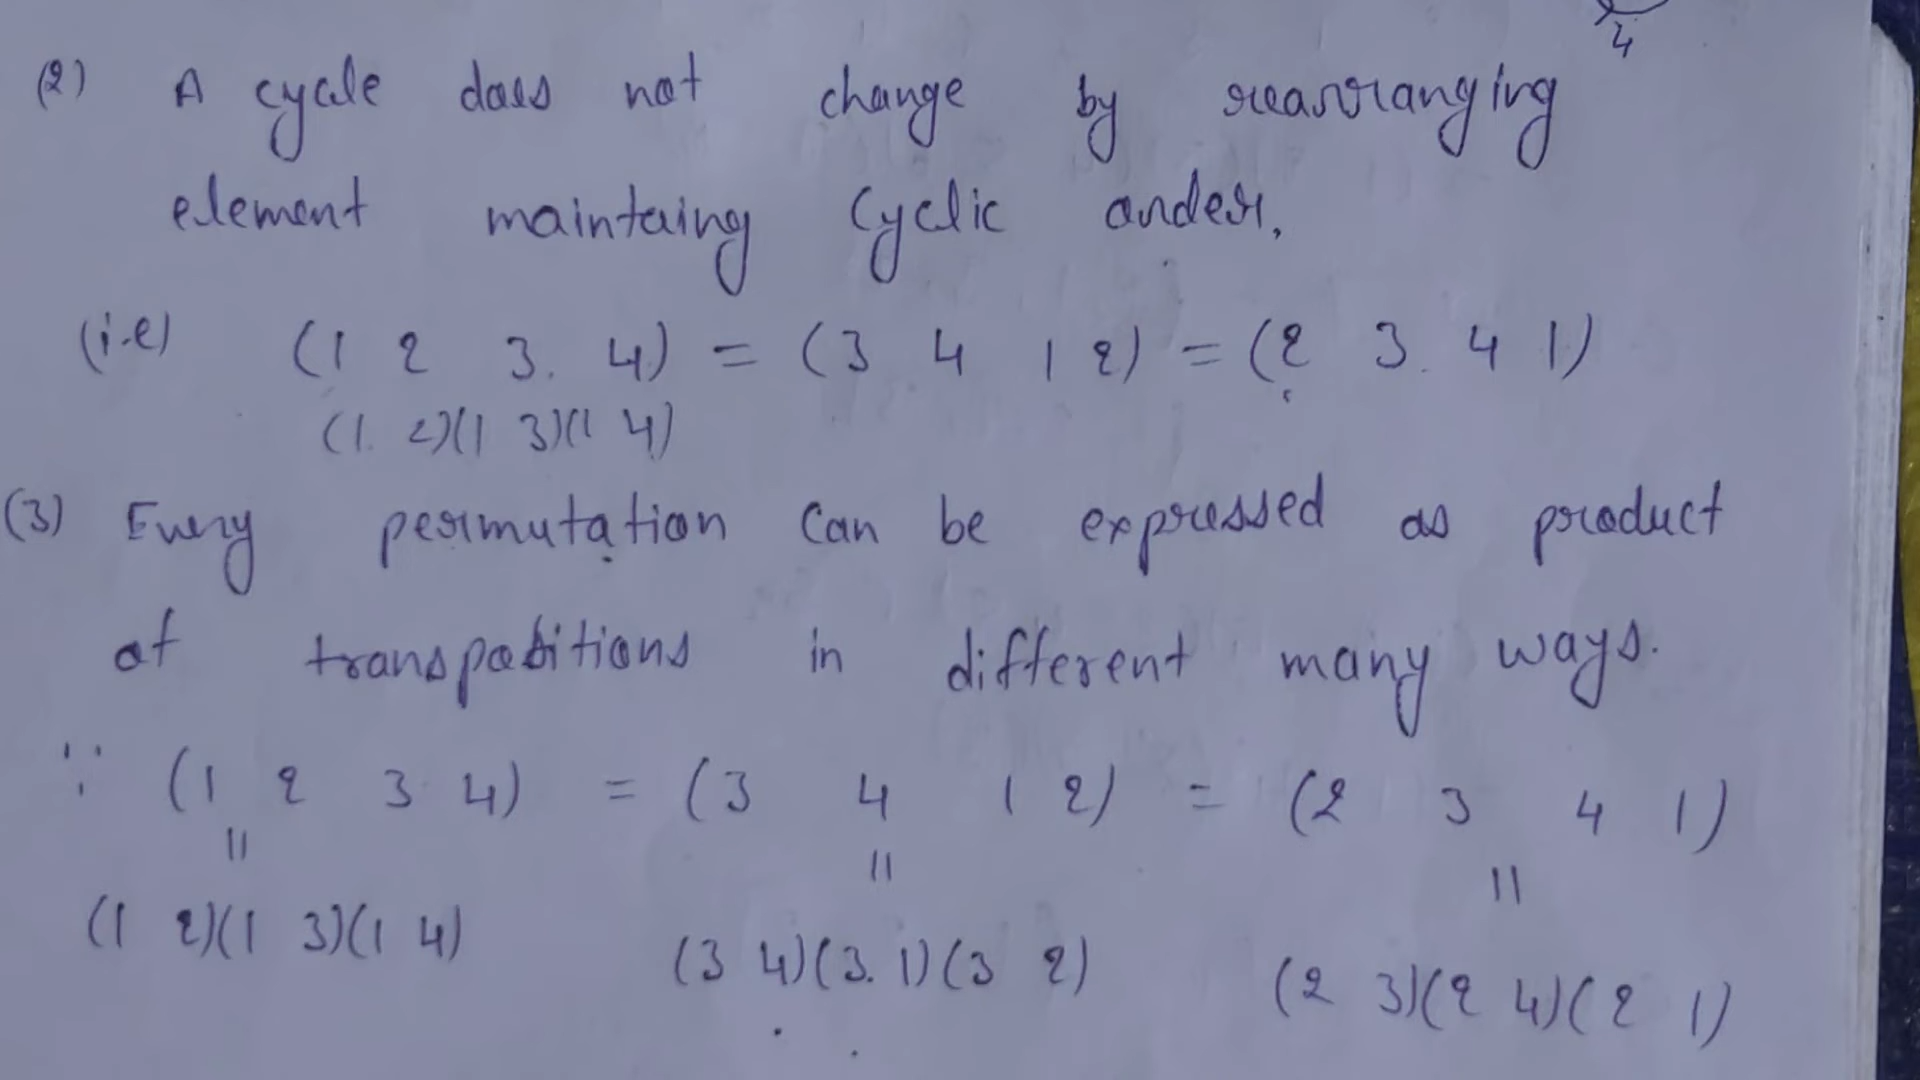 4
(2) A cycle does not change by rearranging
element maintaing Cyclic order,
(i.e) (1 2 3. 4) = (3 4 1 2) = (2 3. 4 1)
(1. 2)(1 3)(1 4)
(3) Every permutation Can be expressed as product
of transpositions in different many ways.
∵ (1 2 3 4) = (3 4 1 2) = (2 3 4 1)
|| || ||
(1 2)(1 3)(1 4) (3 4)(3. 1)(3 2) (2 3)(2 4)(2 1)